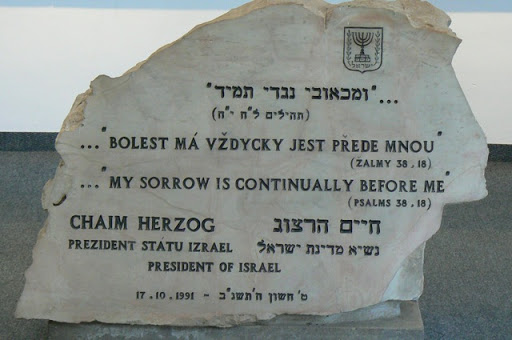 ..."ומכאובי נגדי תמיד"
(תהילים ל"ח י"ח)
..."BOLEST MÁ VŽDYCKY JEST PŘEDE MNOU"
(ŽALMY 38,18)
..."MY SORROW IS CONTINUALLY BEFORE ME"
(PSALMS 38,18)
CHAIM HERZOG חיים הרצוג
PREZIDENT STATU IZRAEL נשיא מדינת ישראל
PRESIDENT OF ISRAEL
17.10.1991 - ט' חשון ה'תשנ"ב